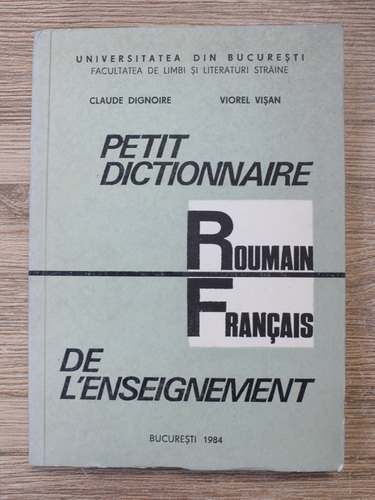 UNIVERSITATEA DIN BUCUREȘTI
FACULTATEA DE LIMBI ȘI LITERATURI STRĂINE
CLAUDE DIGNOIRE VIOREL VIȘAN
PETIT
DICTIONNAIRE
ROUMAIN
FRANÇAIS
DE
L'ENSEIGNEMENT
BUCUREȘTI 1984